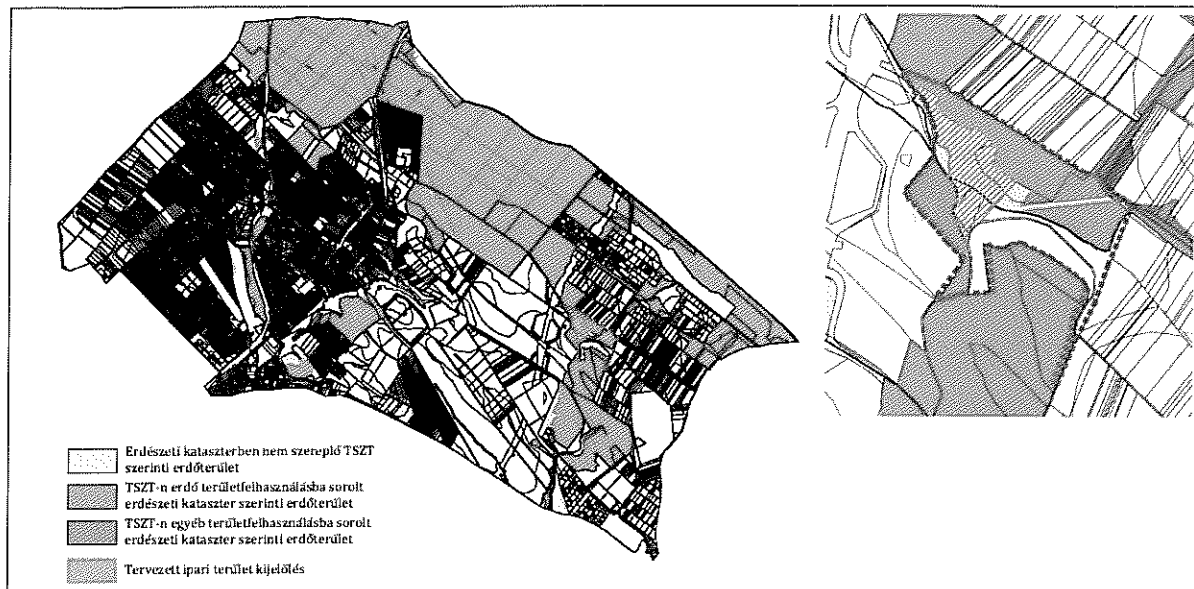 Erdészeti kataszterben nem szereplő TSZT
szerinti erdőterület
TSZT-n erdő területfelhasználásba sorolt
erdészeti kataszter szerinti erdőterület
TSZT-n egyéb területfelhasználásba sorolt
erdészeti kataszter szerinti erdőterület
Tervezett ipari terület kijelölés